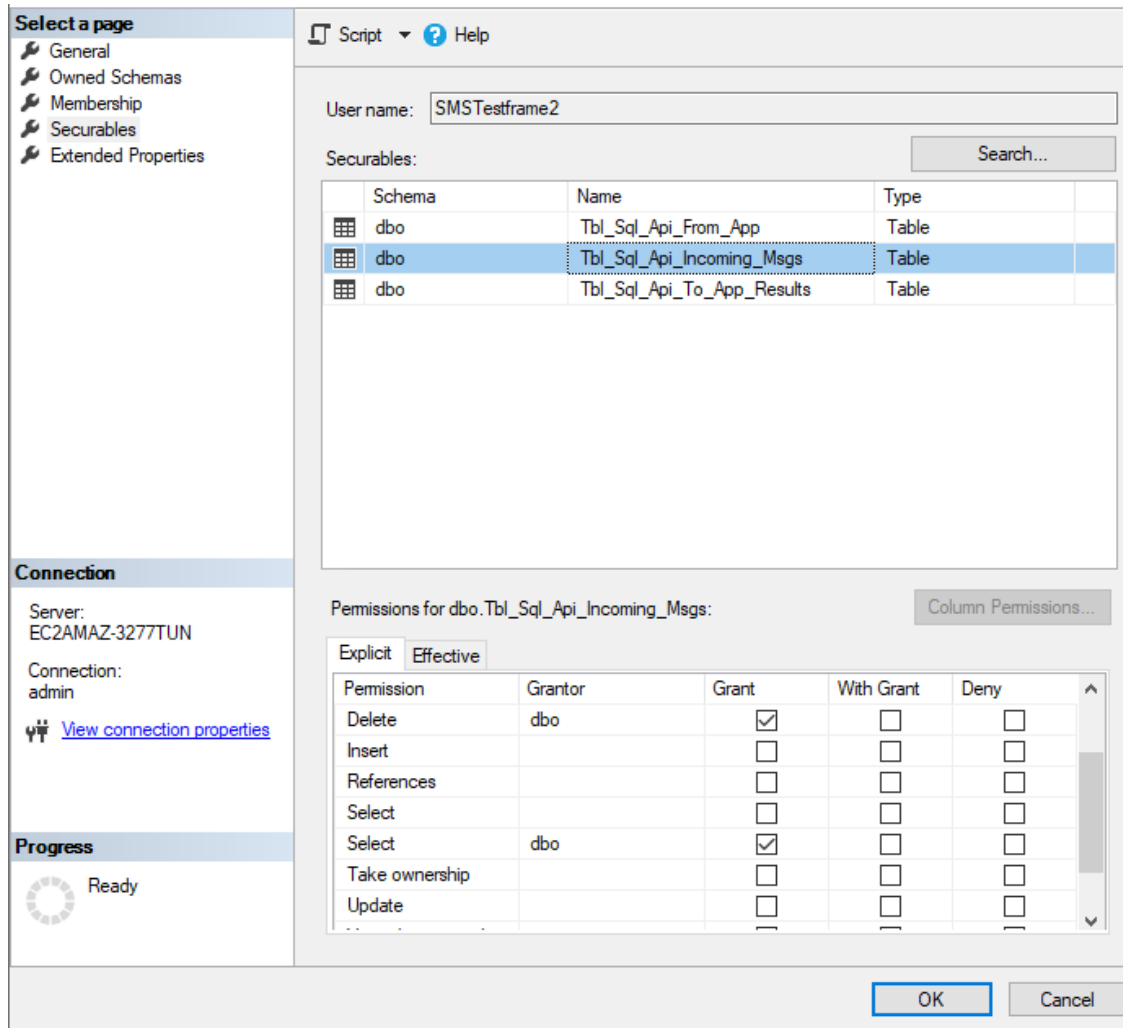 Select a page
General
Owned Schemas
Membership
Securables
Extended Properties
Script Help
User name: SMSTestframe2
Securables: Search...
Schema Name Type
dbo Tbl_Sql_Api_From_App Table
dbo Tbl_Sql_Api_Incoming_Msgs Table
dbo Tbl_Sql_Api_To_App_Results Table
Connection
Server:
EC2AMAZ-3277TUN
Connection:
admin
View connection properties
Progress
Ready
Permissions for dbo.Tbl_Sql_Api_Incoming_Msgs: Column Permissions...
Explicit Effective
Permission Grantor Grant With Grant Deny
Delete dbo
Insert
References
Select
Select dbo
Take ownership
Update
OK Cancel